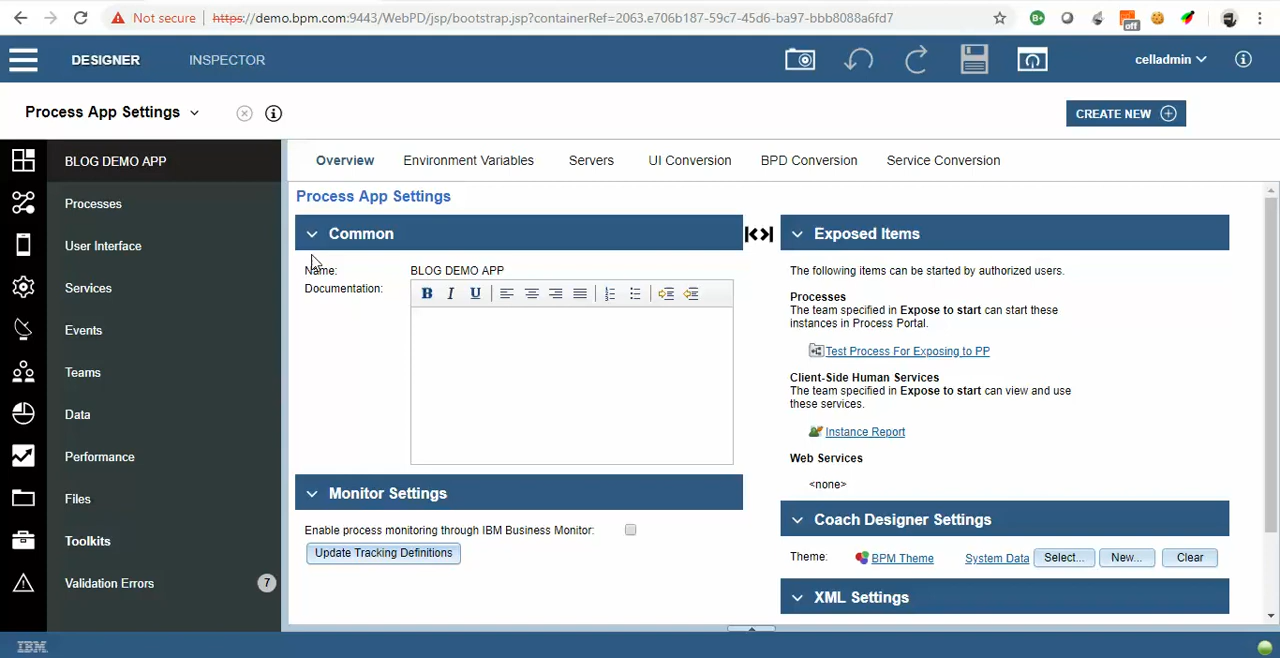 Not secure https://demo.bpm.com:9443/WebPD/jsp/bootstrap.jsp?containerRef=2063.e706b187-59c7-45d6-ba97-bbb8088a6fd7
off
DESIGNER INSPECTOR celladmin
Process App Settings CREATE NEW
BLOG DEMO APP
Processes
User Interface
Services
Events
Teams
Data
Performance
Files
Toolkits
Validation Errors 7
Overview Environment Variables Servers UI Conversion BPD Conversion Service Conversion
Process App Settings
Common
Name: BLOG DEMO APP
Documentation:
B I U
Monitor Settings
Enable process monitoring through IBM Business Monitor:
Update Tracking Definitions
Exposed Items
The following items can be started by authorized users.
Processes
The team specified in Expose to start can start these
instances in Process Portal.
Test Process For Exposing to PP
Client-Side Human Services
The team specified in Expose to start can view and use
these services.
Instance Report
Web Services
<none>
Coach Designer Settings
Theme: BPM Theme System Data Select... New... Clear
XML Settings
IBM